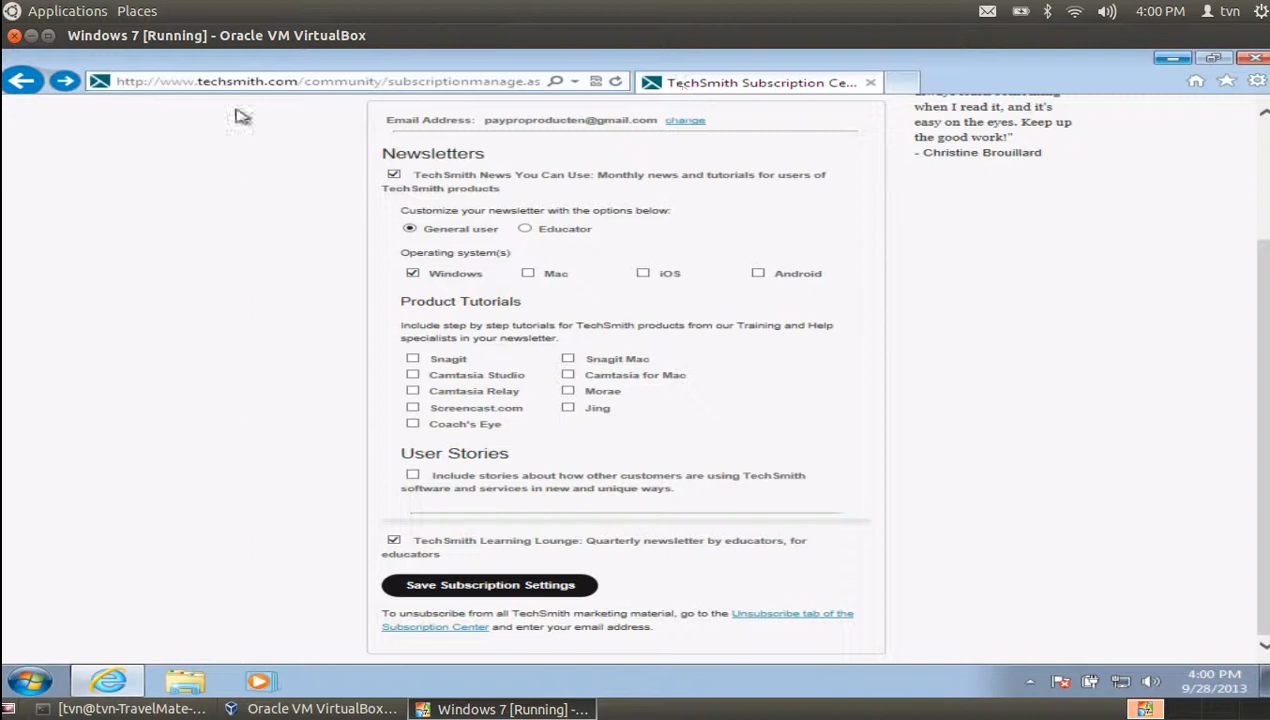 Applications Places
4:00 PM tvn
Windows 7 [Running] - Oracle VM VirtualBox
http://www.techsmith.com/community/subscriptionmanage.as
TechSmith Subscription Ce...
when I read it, and it's
easy on the eyes. Keep up
the good work!"
- Christine Brouillard
Email Address: payproproducten@gmail.com change
Newsletters
TechSmith News You Can Use: Monthly news and tutorials for users of
TechSmith products
Customize your newsletter with the options below:
General user Educator
Operating system(s)
Windows Mac iOS Android
Product Tutorials
Include step by step tutorials for TechSmith products from our Training and Help
specialists in your newsletter.
Snagit Snagit Mac
Camtasia Studio Camtasia for Mac
Camtasia Relay Morae
Screencast.com Jing
Coach's Eye
User Stories
Include stories about how other customers are using TechSmith
software and services in new and unique ways.
TechSmith Learning Lounge: Quarterly newsletter by educators, for
educators
Save Subscription Settings
To unsubscribe from all TechSmith marketing material, go to the Unsubscribe tab of the
Subscription Center and enter your email address.
4:00 PM
9/28/2013
[tvn@tvn-TravelMate-... Oracle VM VirtualBox... Windows 7 [Running] -...